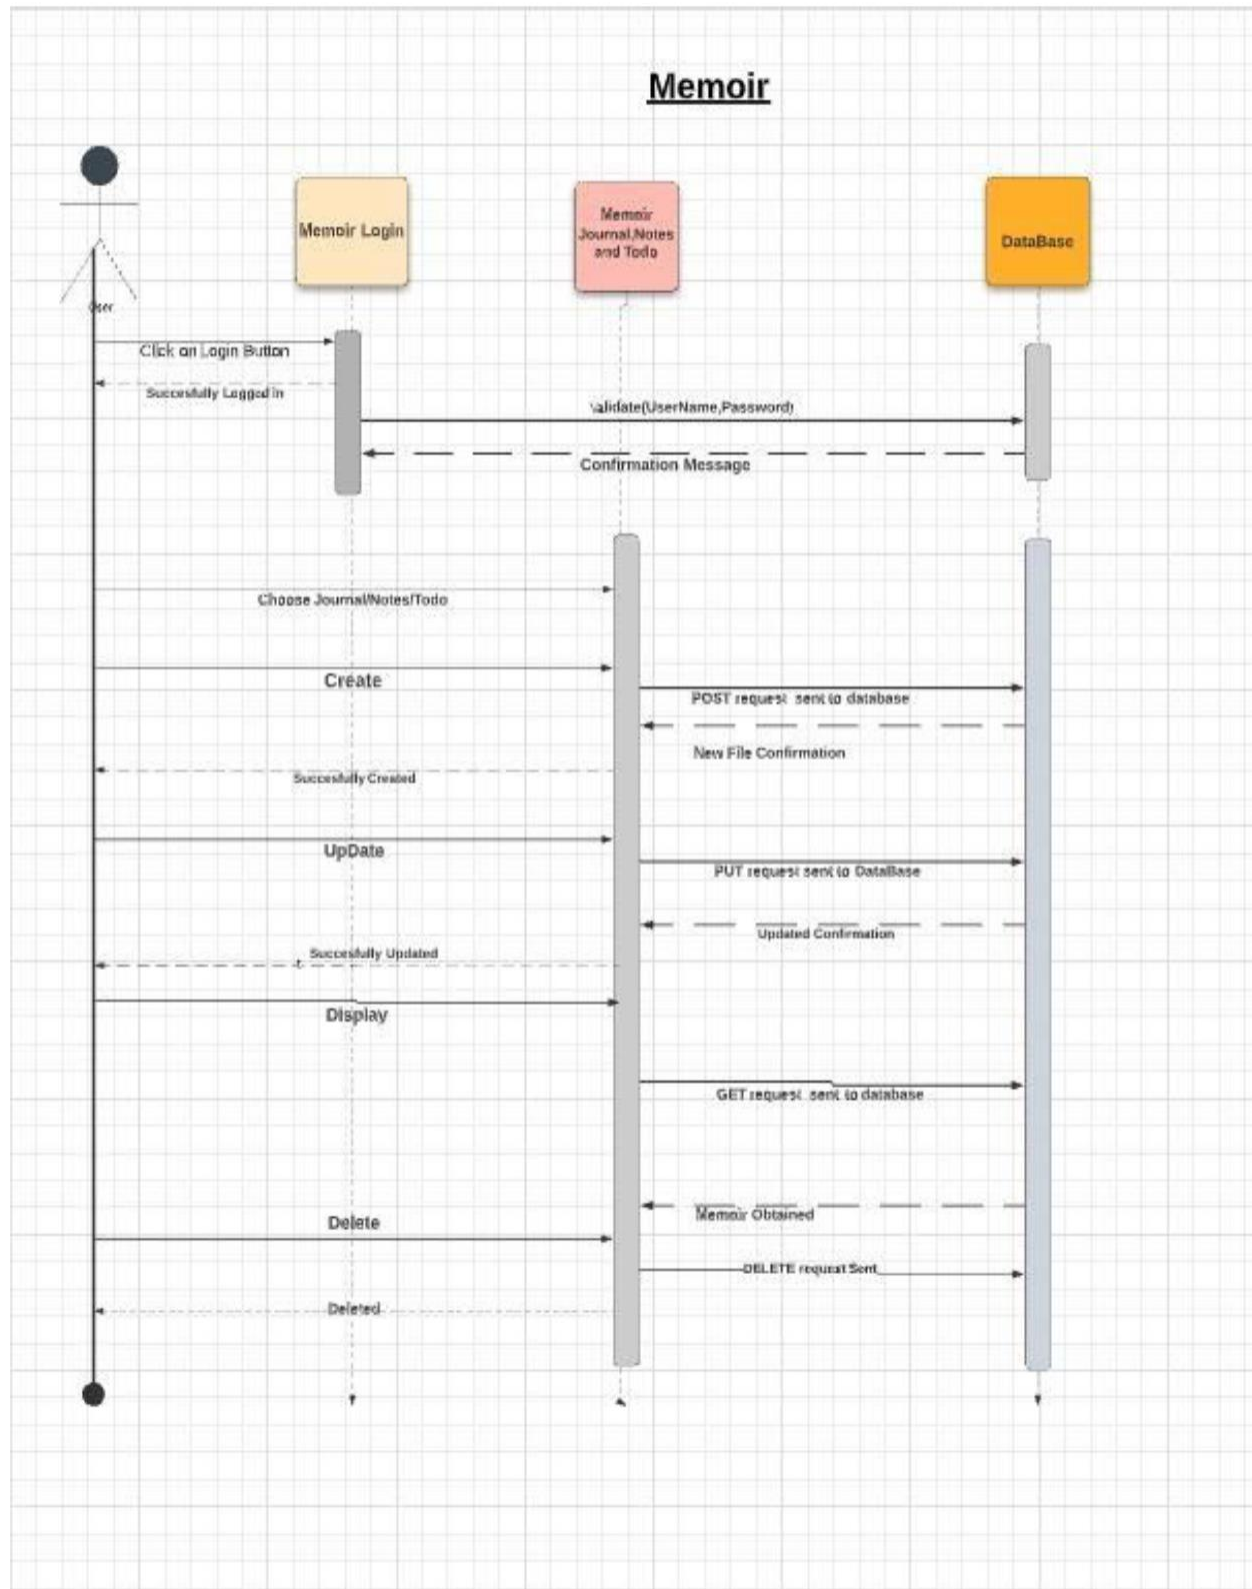 Memoir
Memoir Login
Memoir
Journal,Notes
and Todo
DataBase
User
Click on Login Button
Succesfully Logged in
Validate(UserName,Password)
Confirmation Message
Choose Journal/Notes/Todo
Create
POST request sent to database
New File Confirmation
Succesfully Created
UpDate
PUT request sent to DataBase
Updated Confirmation
Succesfully Updated
Display
GET request sent to database
Memoir Obtained
Delete
DELETE request Sent
Deleted